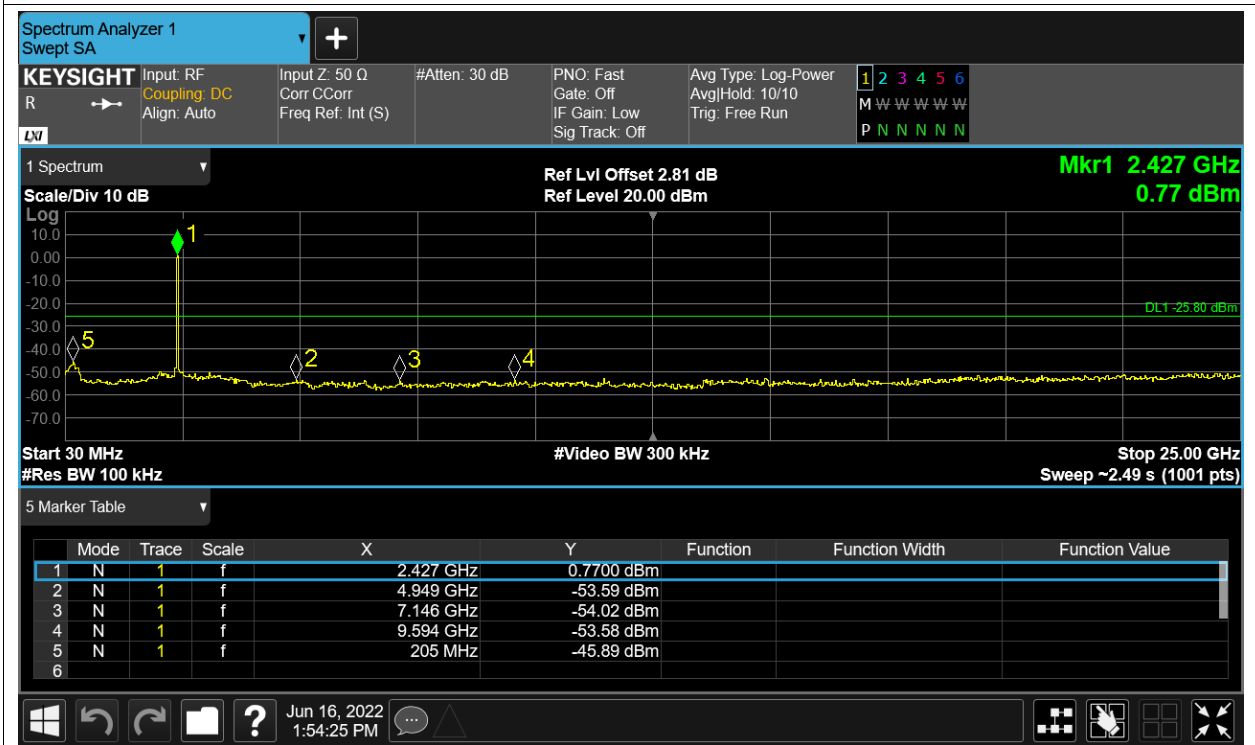 Spectrum Analyzer 1
Swept SA
+
KEYSIGHT Input: RF Input Z: 50 Ω #Atten: 30 dB PNO: Fast Avg Type: Log-Power 1 2 3 4 5 6
R Coupling: DC Corr CCorr Gate: Off Avg|Hold: 10/10 M W W W W W
Align: Auto Freq Ref: Int (S) IF Gain: Low Trig: Free Run
LXI Sig Track: Off P N N N N N
1 Spectrum Ref Lvl Offset 2.81 dB Mkr1 2.427 GHz
Scale/Div 10 dB Ref Level 20.00 dBm 0.77 dBm
Log
10.0 1
0.00
-10.0
-20.0 DL1 -25.80 dBm
-30.0
-40.0 5 2 3 4
-50.0
-60.0
-70.0
Start 30 MHz #Video BW 300 kHz Stop 25.00 GHz
#Res BW 100 kHz Sweep ~2.49 s (1001 pts)
5 Marker Table
Mode Trace Scale X Y Function Function Width Function Value
1 N 1 f 2.427 GHz 0.7700 dBm
2 N 1 f 4.949 GHz -53.59 dBm
3 N 1 f 7.146 GHz -54.02 dBm
4 N 1 f 9.594 GHz -53.58 dBm
5 N 1 f 205 MHz -45.89 dBm
6
? Jun 16, 2022
1:54:25 PM